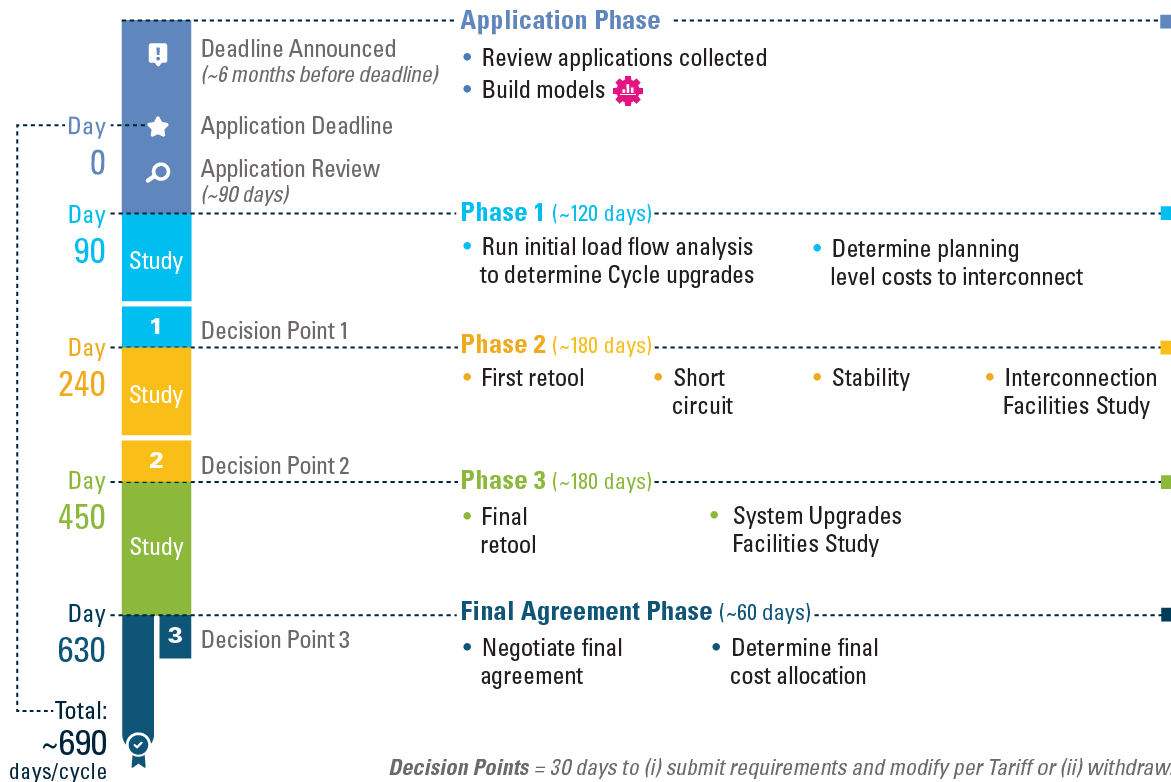 Application Phase
Deadline Announced
(~6 months before deadline)
• Review applications collected
• Build models
Day
0
Application Deadline
Application Review
(~90 days)
Day
90
Study
Phase 1 (~120 days)
• Run initial load flow analysis
to determine Cycle upgrades
• Determine planning
level costs to interconnect
1
Decision Point 1
Day
240
Study
Phase 2 (~180 days)
• First retool
• Short
circuit
• Stability
• Interconnection
Facilities Study
2
Decision Point 2
Day
450
Study
Phase 3 (~180 days)
• Final
retool
• System Upgrades
Facilities Study
Day
630
3
Decision Point 3
Final Agreement Phase (~60 days)
• Negotiate final
agreement
• Determine final
cost allocation
Total:
~690
days/cycle
Decision Points = 30 days to (i) submit requirements and modify per Tariff or (ii) withdraw.